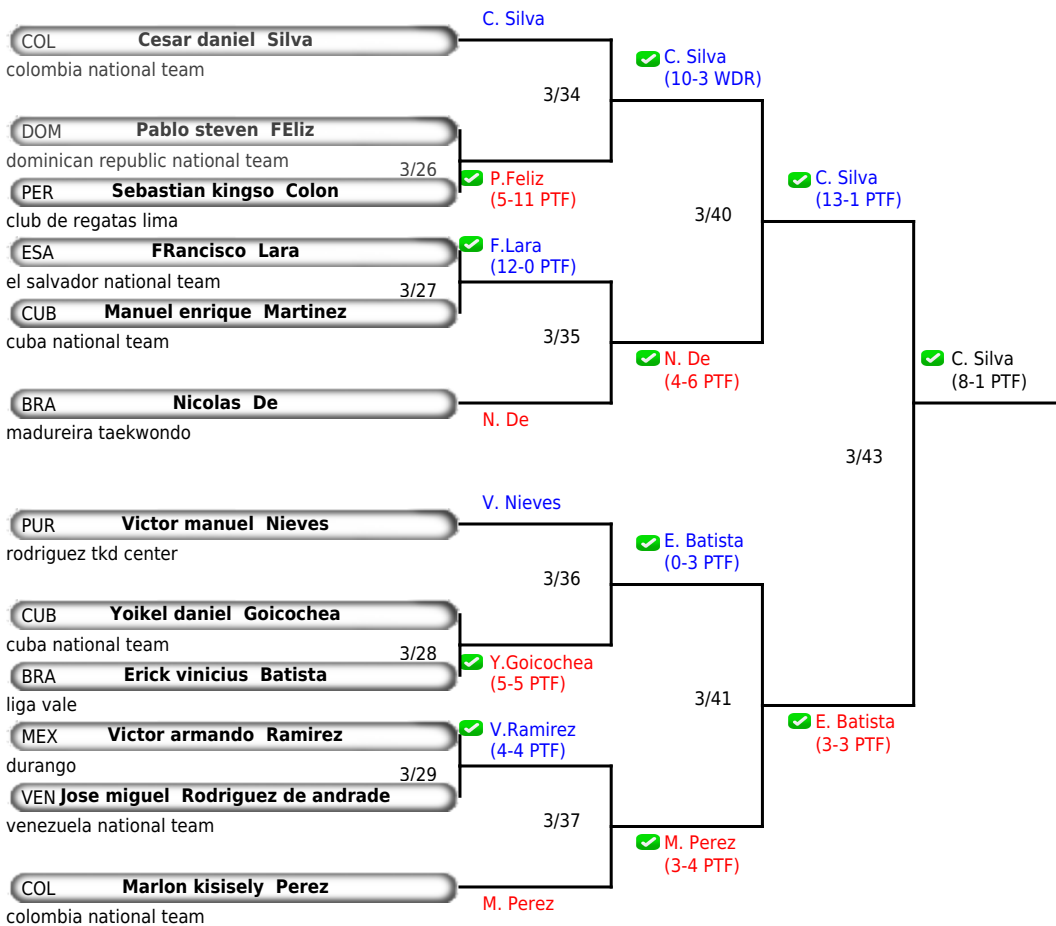 C. Silva
COL Cesar daniel Silva
colombia national team
C. Silva
(10-3 WDR)
3/34
DOM Pablo steven FEliz
dominican republic national team
3/26
P.Feliz
(5-11 PTF)
PER Sebastian kingso Colon
club de regatas lima
C. Silva
(13-1 PTF)
3/40
ESA FRancisco Lara
el salvador national team
F.Lara
(12-0 PTF)
3/27
CUB Manuel enrique Martinez
cuba national team
3/35
N. De
(4-6 PTF)
C. Silva
(8-1 PTF)
BRA Nicolas De
madureira taekwondo
N. De
3/43
V. Nieves
PUR Victor manuel Nieves
rodriguez tkd center
E. Batista
(0-3 PTF)
3/36
CUB Yoikel daniel Goicochea
cuba national team
3/28
Y.Goicochea
(5-5 PTF)
BRA Erick vinicius Batista
liga vale
3/41
E. Batista
(3-3 PTF)
MEX Victor armando Ramirez
durango
V.Ramirez
(4-4 PTF)
3/29
VEN Jose miguel Rodriguez de andrade
venezuela national team
3/37
M. Perez
(3-4 PTF)
COL Marlon kisisely Perez
colombia national team
M. Perez